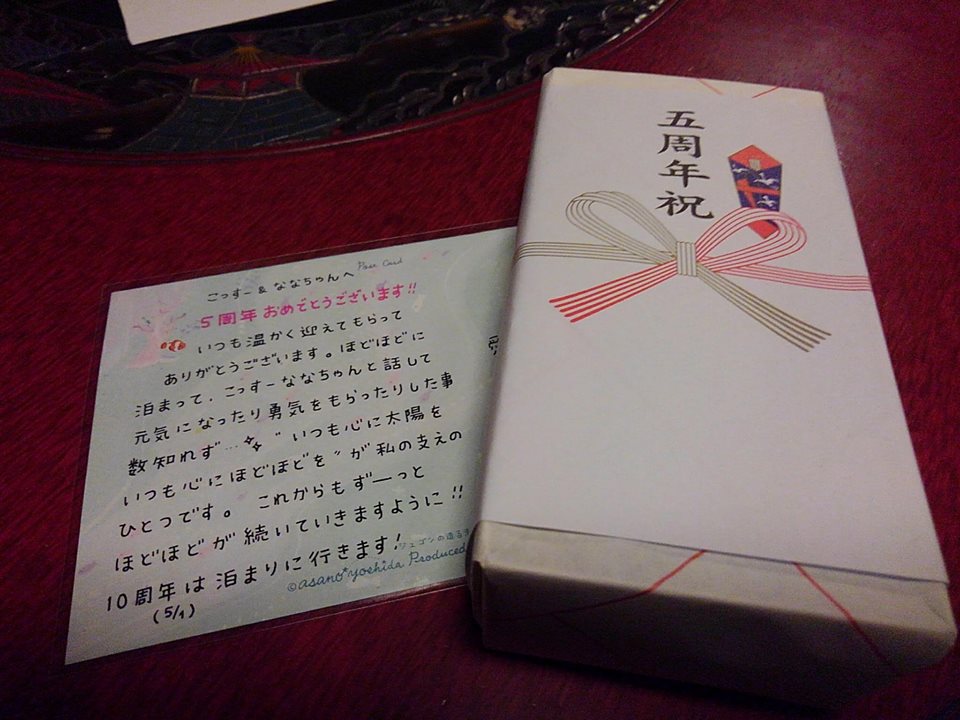 Post Card
こっすー & ななちゃんへ
5周年おめでとうございます!!
いつも温かく迎えてもらって
ありがとうございます。ほどほどに
泊まって、こっすーななちゃんと話して
元気になったり勇気をもらったりした事
数知れず…
"いつも心に太陽を
いつも心にほどほどを"が私の支えの
ひとつです。これからもずーっと
ほどほどが続いていきますように!!
10周年は泊まりに行きます!
(5/1)
©asano*yoshida Produced
五周年祝